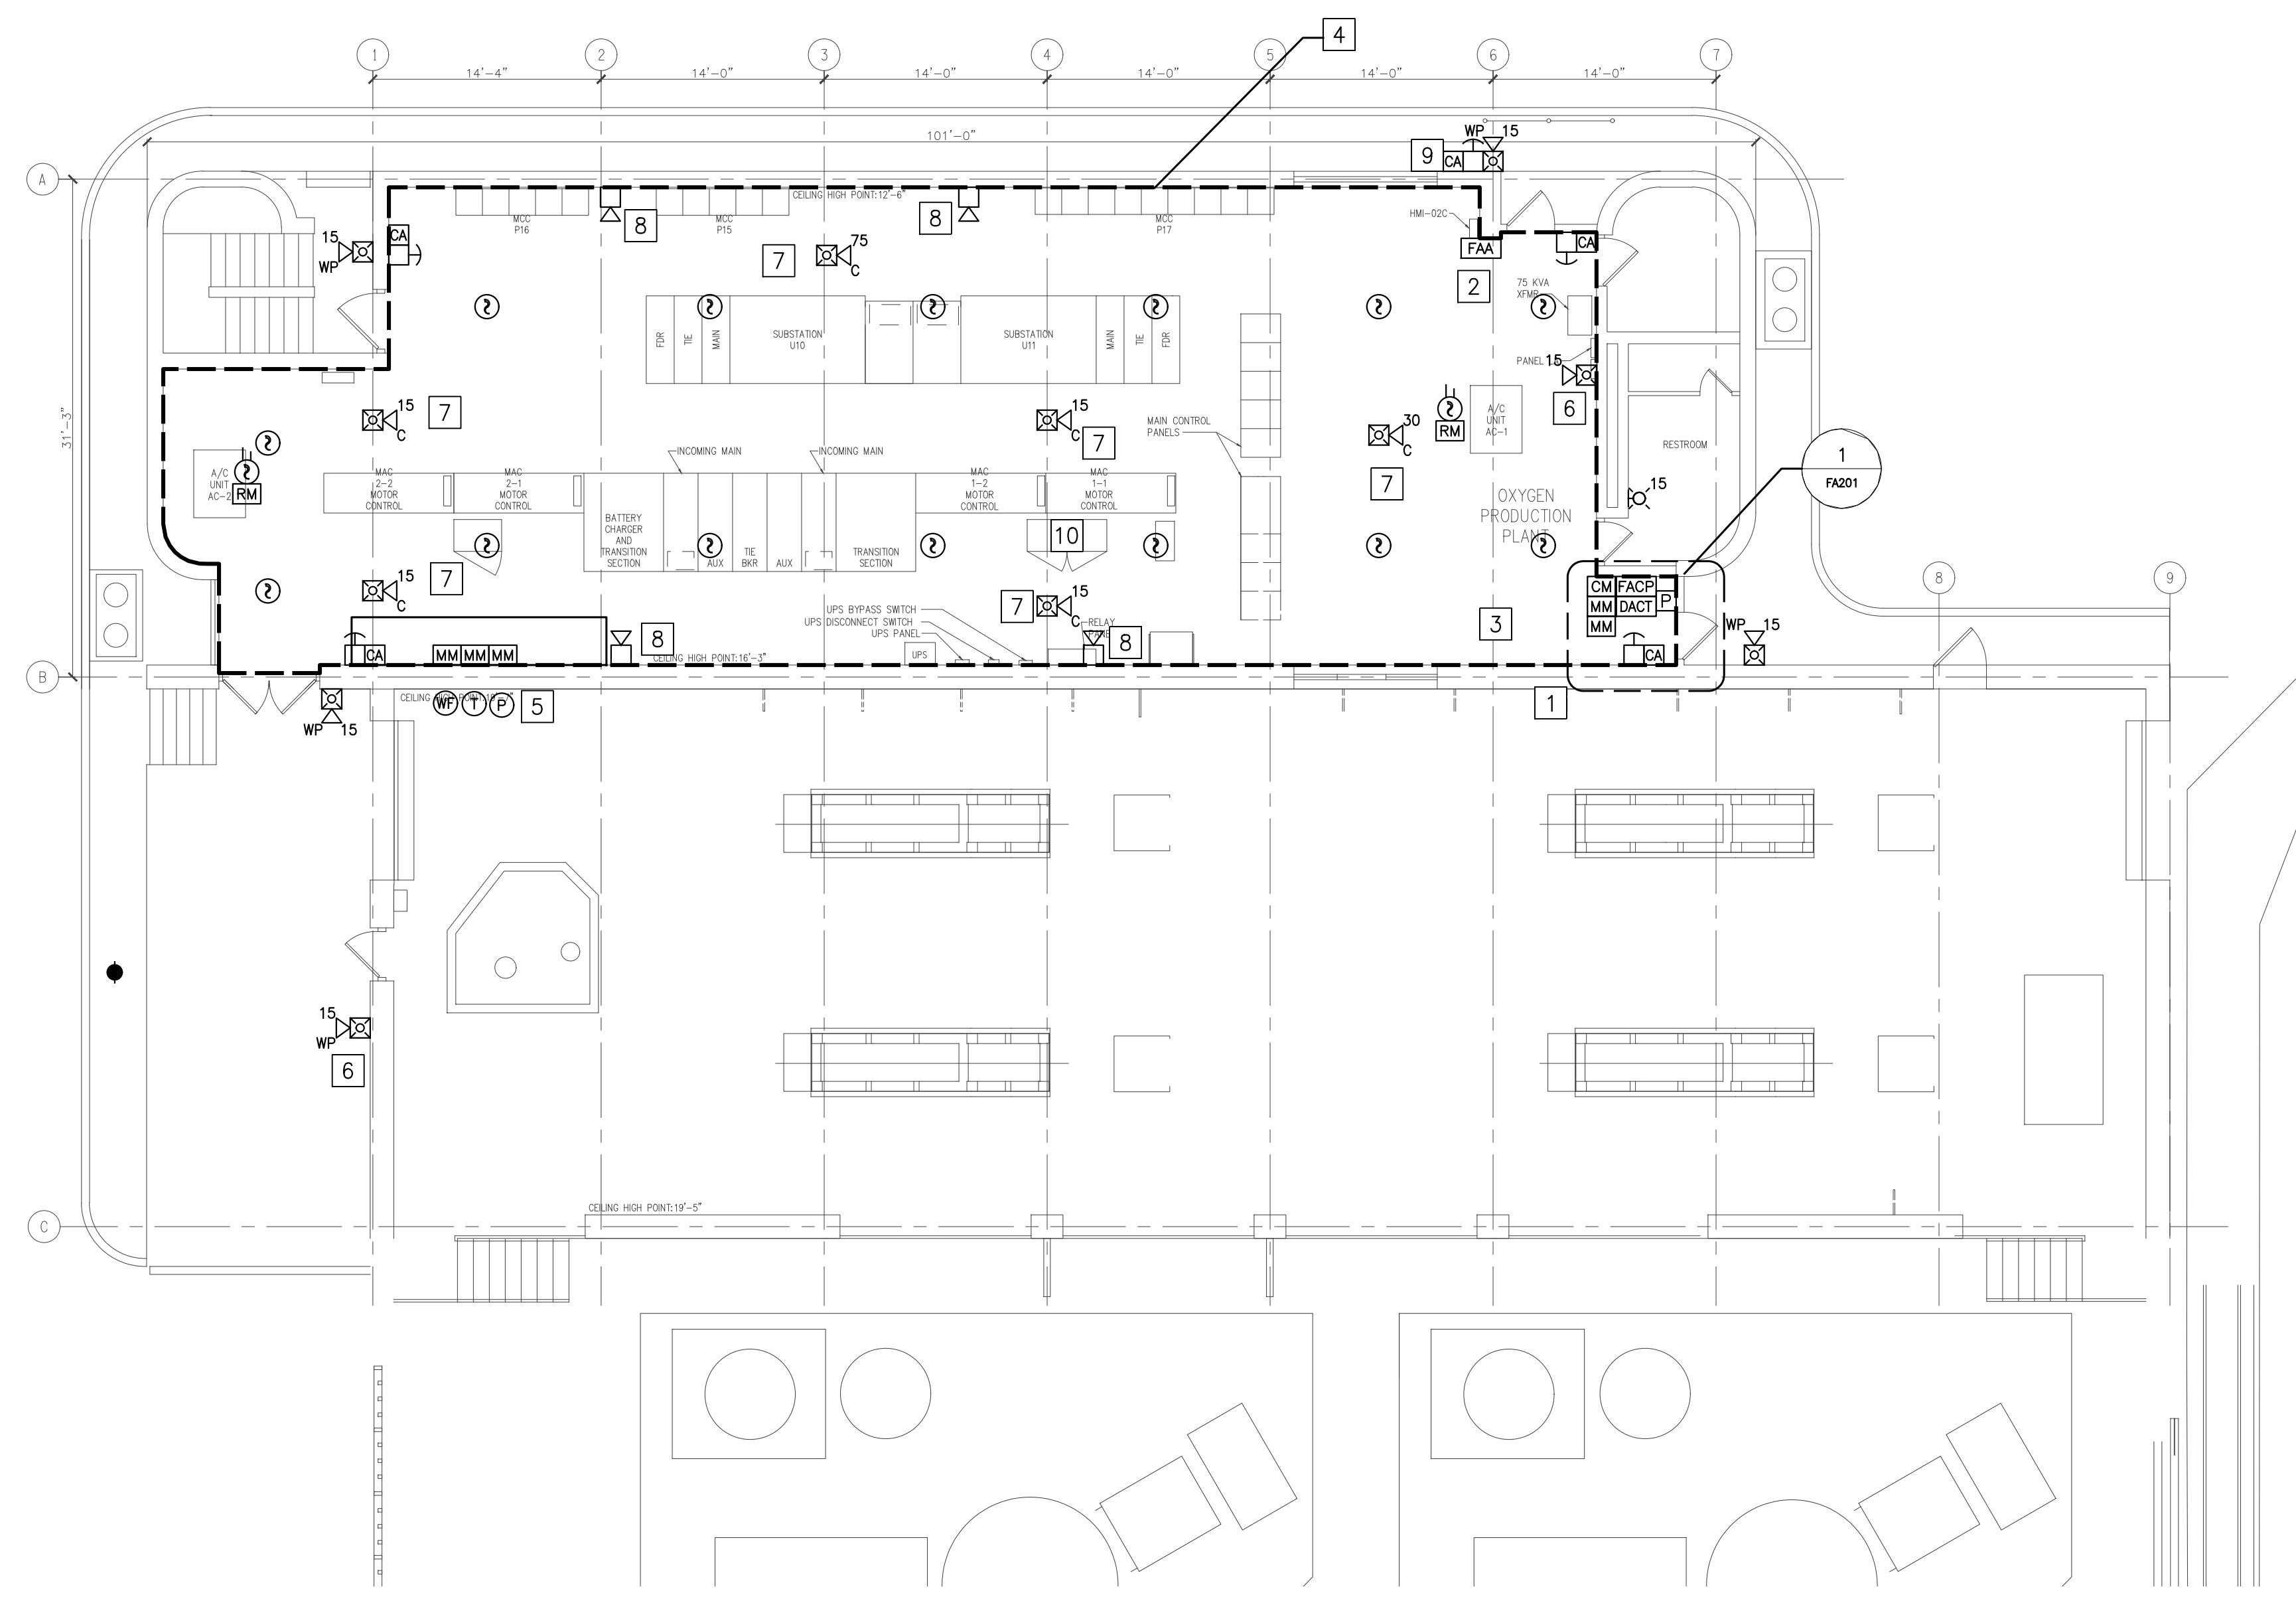 4
1
2
3
4
5
6
7
14'-4"
14'-0"
14'-0"
14'-0"
14'-0"
14'-0"
101'-0"
WP
15
9
CA
A
CEILING HIGH POINT:12'-6"
MCC
P16
8
MCC
P15
8
MCC
P17
HMI-02C
15
WP
CA
7
75
C
FAA
CA
2
75 KVA
XFMR
FDR
TIE
MAIN
SUBSTATION
U10
SUBSTATION
U11
MAIN
TIE
FDR
PANEL
15
6
31'-3"
15
C
7
15
C
7
MAIN CONTROL
PANELS
30
C
7
RM
A/C
UNIT
AC-1
RESTROOM
1
FA201
INCOMING MAIN
INCOMING MAIN
A/C
UNIT
AC-2
RM
MAC
2-2
MOTOR
CONTROL
MAC
2-1
MOTOR
CONTROL
MAC
1-2
MOTOR
CONTROL
MAC
1-1
MOTOR
CONTROL
15
OXYGEN
PRODUCTION
PLANT
BATTERY
CHARGER
AND
TRANSITION
SECTION
AUX
TIE
BKR
AUX
TRANSITION
SECTION
10
15
C
7
7
15
C
UPS BYPASS SWITCH
UPS DISCONNECT SWITCH
UPS PANEL
RELAY
PANEL
3
CM
FACP
MM
DACT
P
MM
CA
WP
15
8
9
CA
MM
MM
MM
8
CEILING HIGH POINT:16'-3"
UPS
8
B
CEILING HIGH POINT:18'-7"
WF
T
P
5
1
WP
15
15
WP
6
CEILING HIGH POINT:19'-5"
C